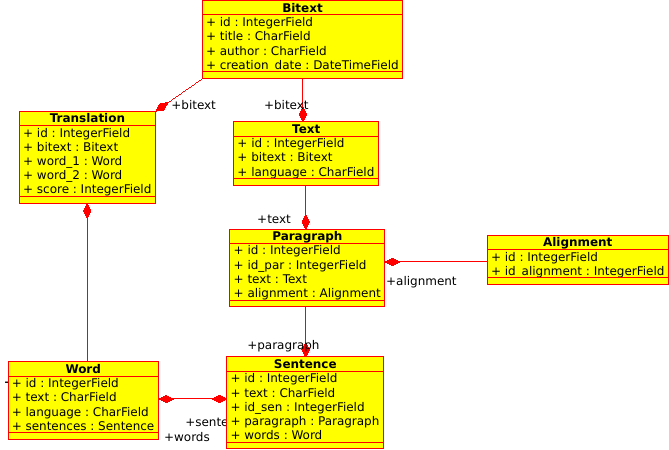 Bitext
+ id : IntegerField
+ title : CharField
+ author : CharField
+ creation_date : DateTimeField
+bitext
+bitext
Translation
+ id : IntegerField
+ bitext : Bitext
+ word_1 : Word
+ word_2 : Word
+ score : IntegerField
Text
+ id : IntegerField
+ bitext : Bitext
+ language : CharField
+text
Paragraph
+ id : IntegerField
+ id_par : IntegerField
+ text : Text
+ alignment : Alignment
+alignment
Alignment
+ id : IntegerField
+ id_alignment : IntegerField
+paragraph
Word
+ id : IntegerField
+ text : CharField
+ language : CharField
+ sentences : Sentence
+words
+sente
Sentence
+ id : IntegerField
+ text : CharField
+ id_sen : IntegerField
+ paragraph : Paragraph
+ words : Word